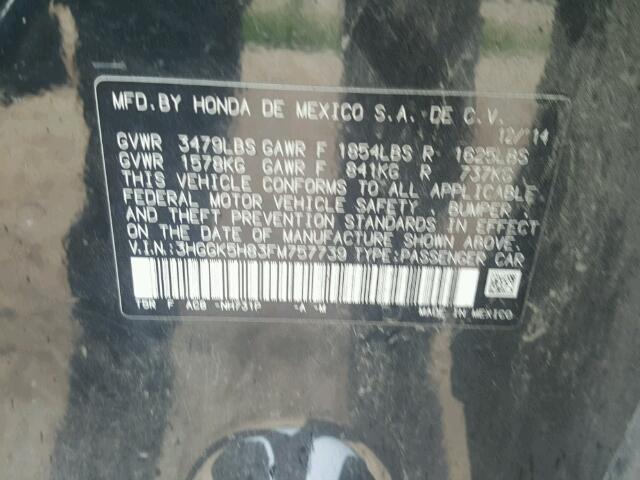 MFD. BY HONDA DE MEXICO S.A. DE C.V.
12/14
GVWR 3479LBS GAWR F 1854LBS R 1625LBS
GVWR 1578KG GAWR F 841KG R 737KG
THIS VEHICLE CONFORMS TO ALL APPLICABLE
FEDERAL MOTOR VEHICLE SAFETY, BUMPER,
AND THEFT PREVENTION STANDARDS IN EFFECT
ON THE DATE OF MANUFACTURE SHOWN ABOVE.
V.I.N.:3HGGK5H83FM757739 TYPE:PASSENGER CAR
F -NH731P -A -M
MADE IN MEXICO